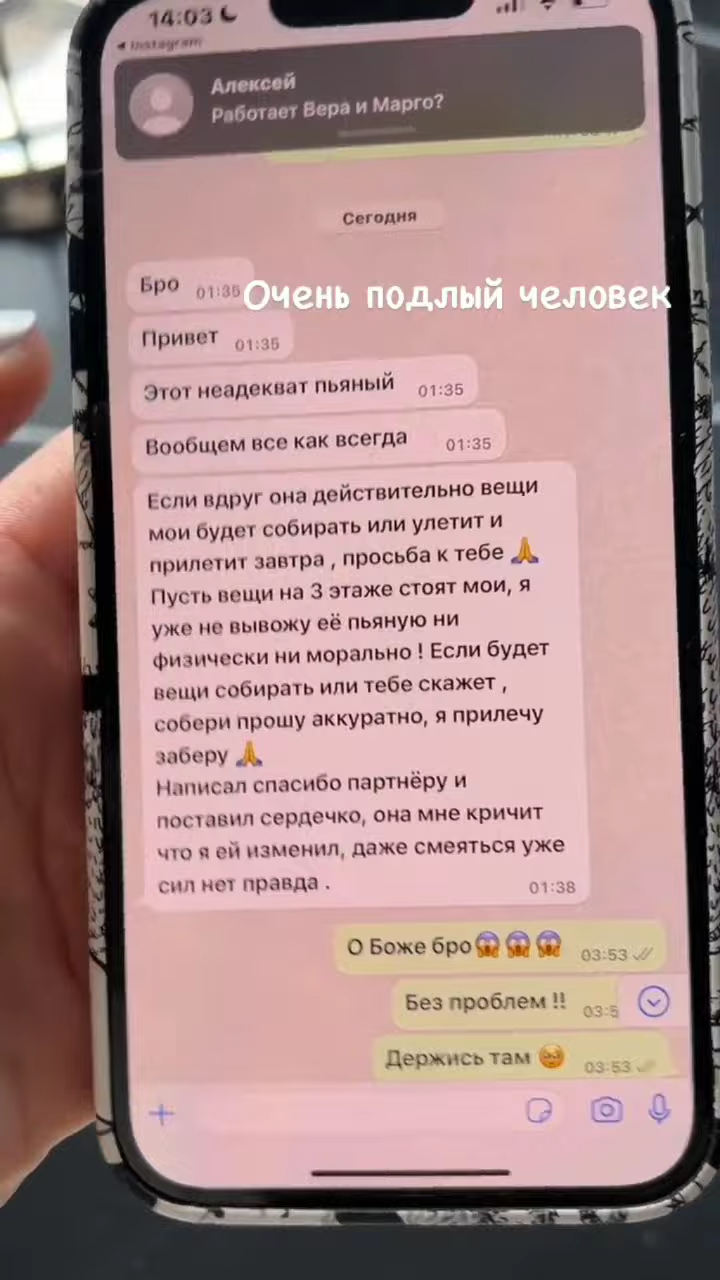 14:03
Instagram
Алексей
Работает Вера и Марго?
Сегодня
Бро 01:35
Очень подлый человек
Привет 01:35
Этот неадекват пьяный 01:35
Вообщем все как всегда 01:35
Если вдруг она действительно вещи
мои будет собирать или улетит и
прилетит завтра , просьба к тебе 🙏
Пусть вещи на 3 этаже стоят мои, я
уже не вывожу её пьяную ни
физически ни морально ! Если будет
вещи собирать или тебе скажет ,
собери прошу аккуратно, я прилечу
заберу 🙏
Написал спасибо партнёру и
поставил сердечко, она мне кричит
что я ей изменил, даже смеяться уже
сил нет правда .
01:38
О Боже бро😱😱😱 03:53
Без проблем !! 03:5
Держись там 🥺 03:53